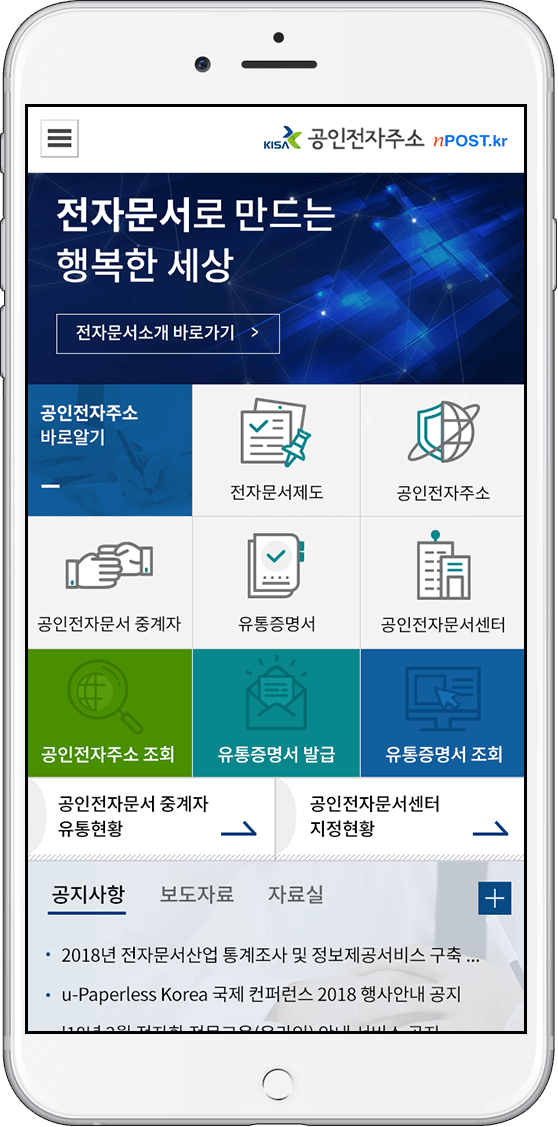 KISA 공인전자주소 nPOST.kr
전자문서로 만드는
행복한 세상
전자문서소개 바로가기 >
공인전자주소
바로알기
전자문서제도
공인전자주소
공인전자문서 중계자
유통증명서
공인전자문서센터
공인전자주소 조회
유통증명서 발급
유통증명서 조회
공인전자문서 중계자
유통현황
공인전자문서센터
지정현황
공지사항 보도자료 자료실
• 2018년 전자문서산업 통계조사 및 정보제공서비스 구축 ...
• u-Paperless Korea 국제 컨퍼런스 2018 행사안내 공지